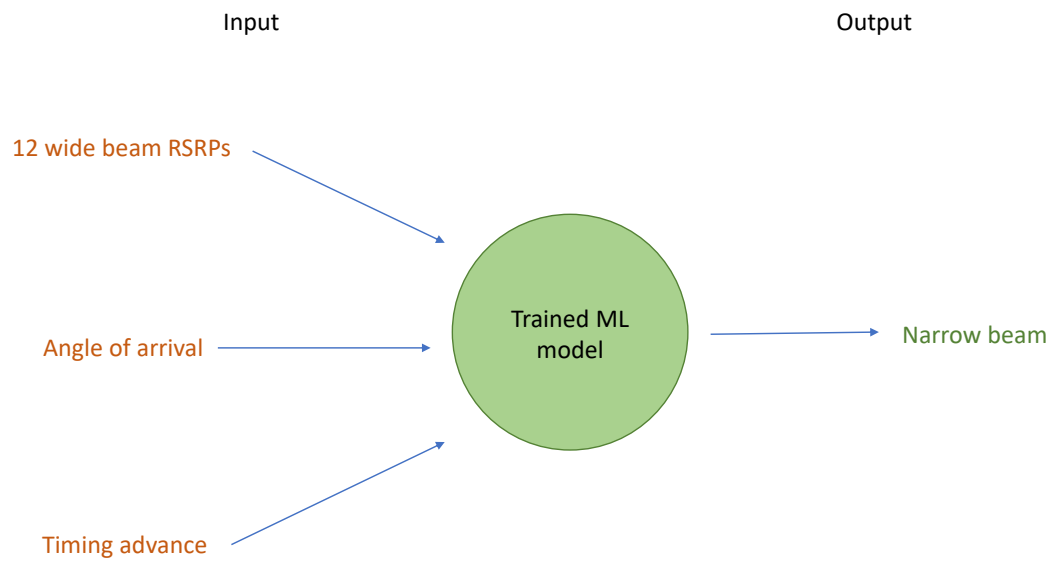 Input
Output
12 wide beam RSRPs
Angle of arrival
Timing advance
Trained ML
model
Narrow beam